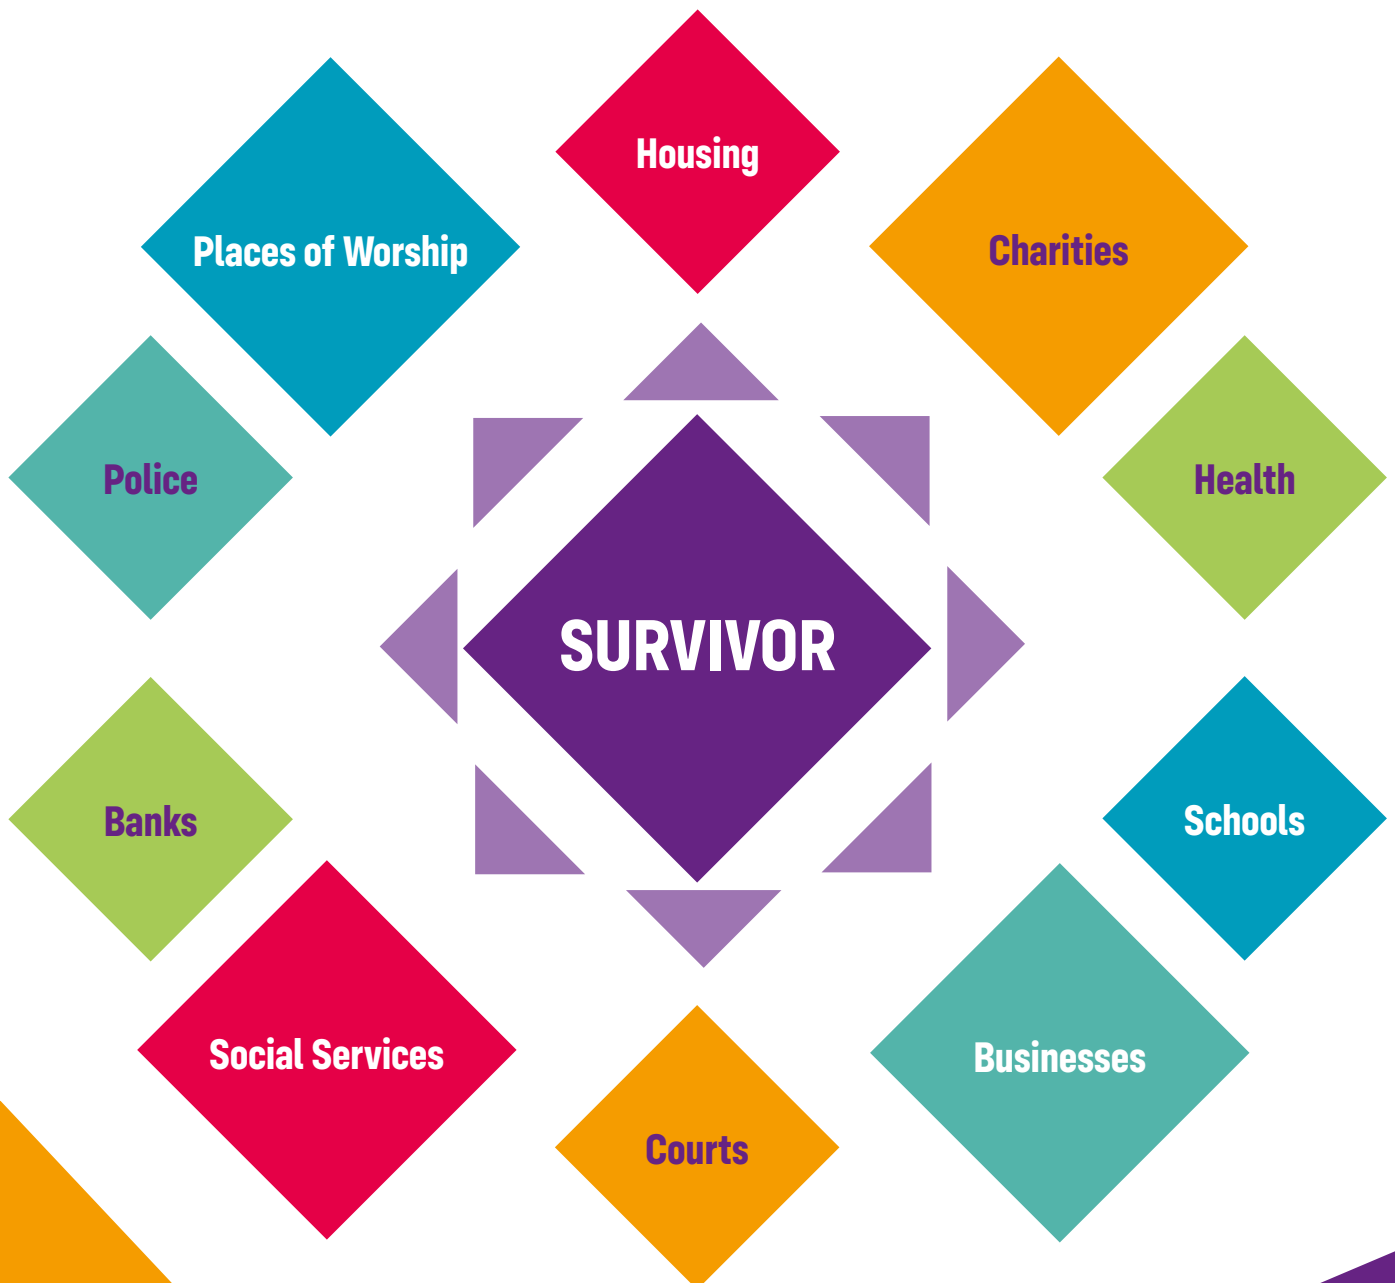 Housing
Places of Worship
Charities
Police
Health
SURVIVOR
Banks
Schools
Social Services
Businesses
Courts